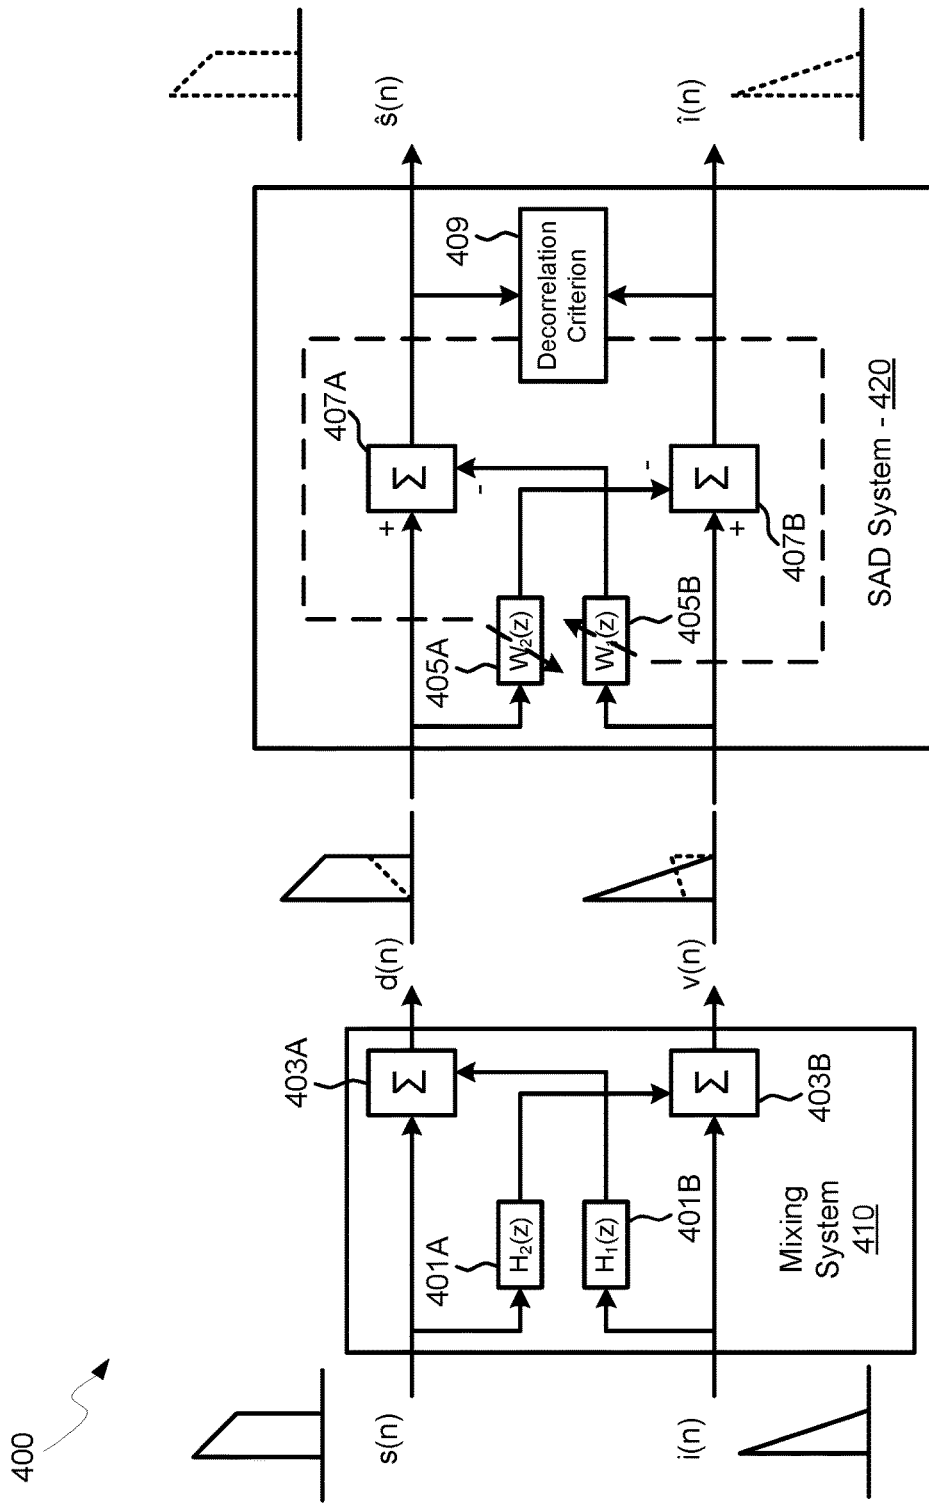 400
s(n)
i(n)
401A
H₂(z)
H₁(z)
401B
403A
Σ
Σ
403B
Mixing
System
410
d(n)
v(n)
405A
W₂(z)
W₁(z)
405B
407A
+
Σ
-
-
Σ
+
407B
409
Decorrelation
Criterion
SAD System - 420
ŝ(n)
î(n)